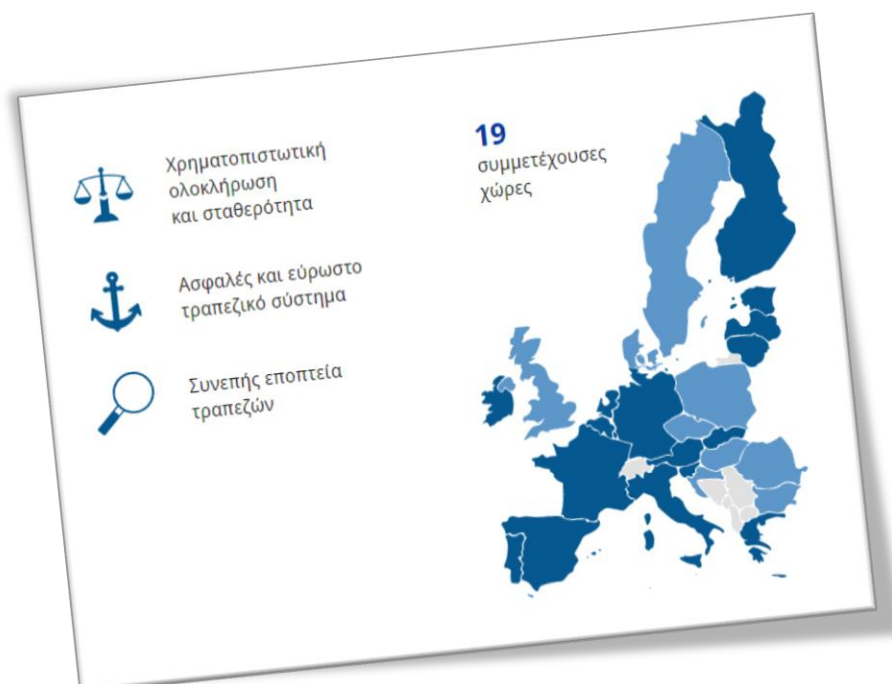 Χρηματοπιστωτική
ολοκλήρωση
και σταθερότητα
Ασφαλές και εύρωστο
τραπεζικό σύστημα
Συνεπής εποπτεία
τραπεζών
19
συμμετέχουσες
χώρες